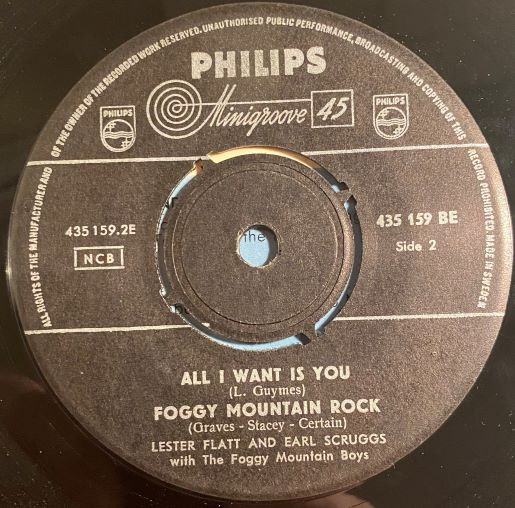 ALL RIGHTS OF THE MANUFACTURER AND OF THE OWNER OF THE RECORDED WORK RESERVED. UNAUTHORISED PUBLIC PERFORMANCE, BROADCASTING AND COPYING OF THIS RECORD PROHIBITED. MADE IN SWEDEN
PHILIPS
Minigroove 45
PHILIPS
PHILIPS
435 159.2E
435 159 BE
NCB
Side 2
the
ALL I WANT IS YOU
(L. Guymes)
FOGGY MOUNTAIN ROCK
(Graves - Stacey - Certain)
LESTER FLATT AND EARL SCRUGGS
with The Foggy Mountain Boys